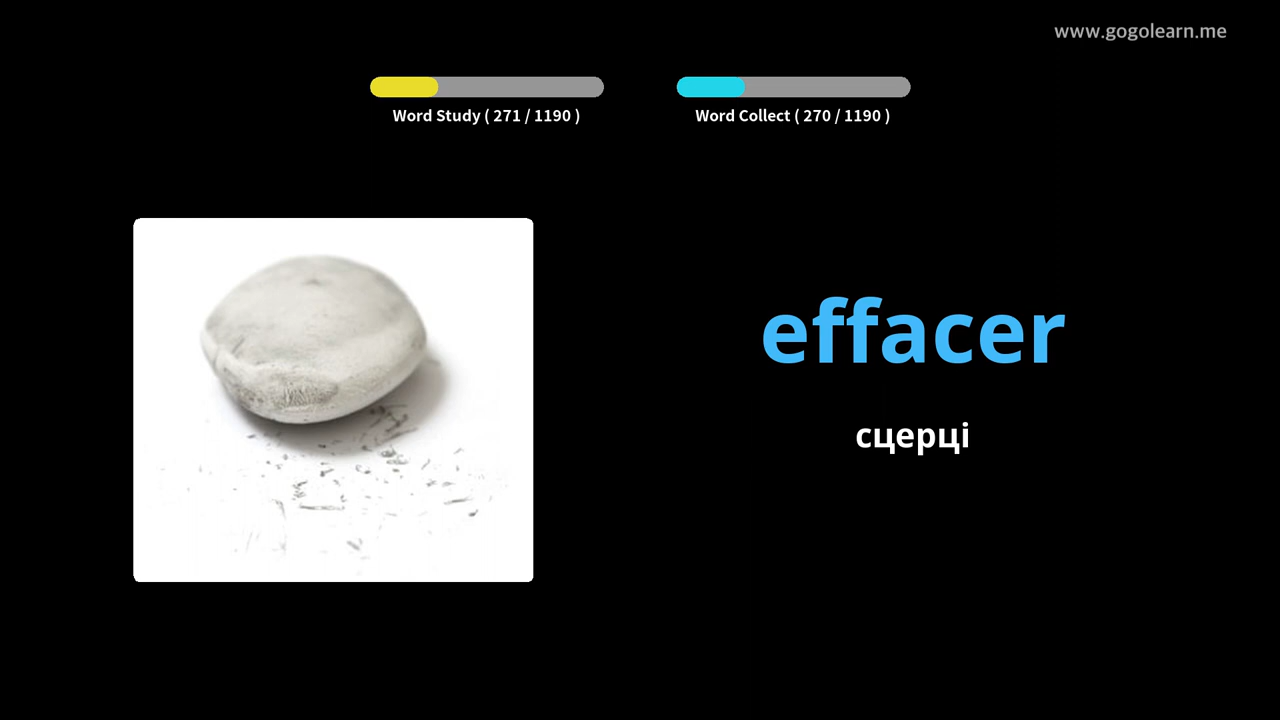 www.gogolearn.me
Word Study ( 271 / 1190 )
Word Collect ( 270 / 1190 )
effacer
сцерці